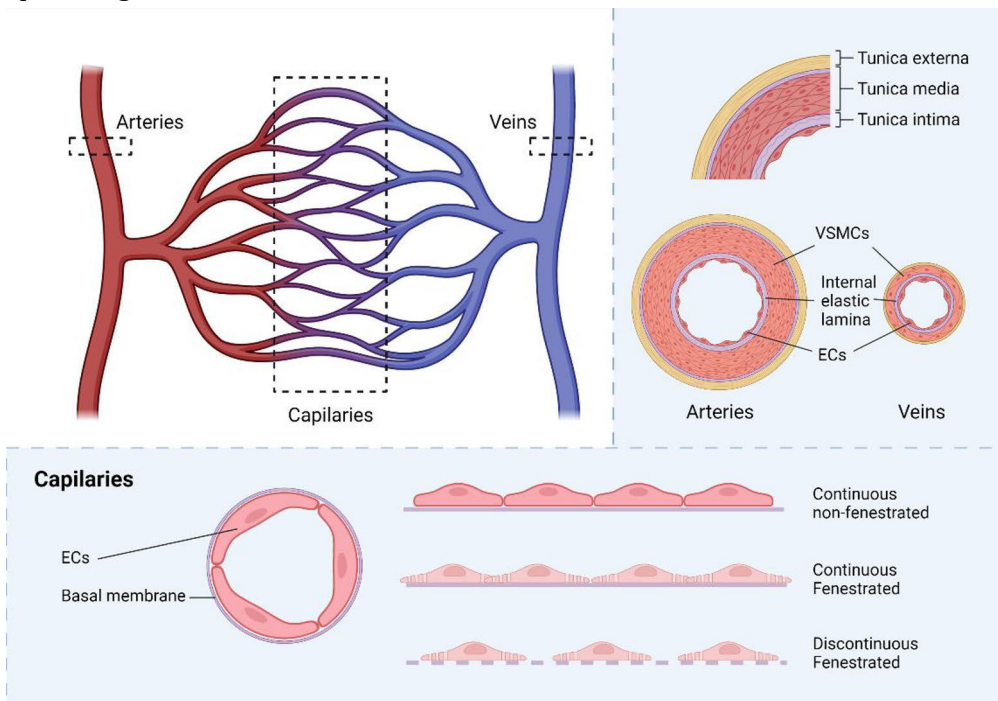 Arteries
Veins
Capilaries
Tunica externa
Tunica media
Tunica intima
VSMCs
Internal
elastic
lamina
ECs
Arteries
Veins
Capilaries
ECs
Basal membrane
Continuous
non-fenestrated
Continuous
Fenestrated
Discontinuous
Fenestrated